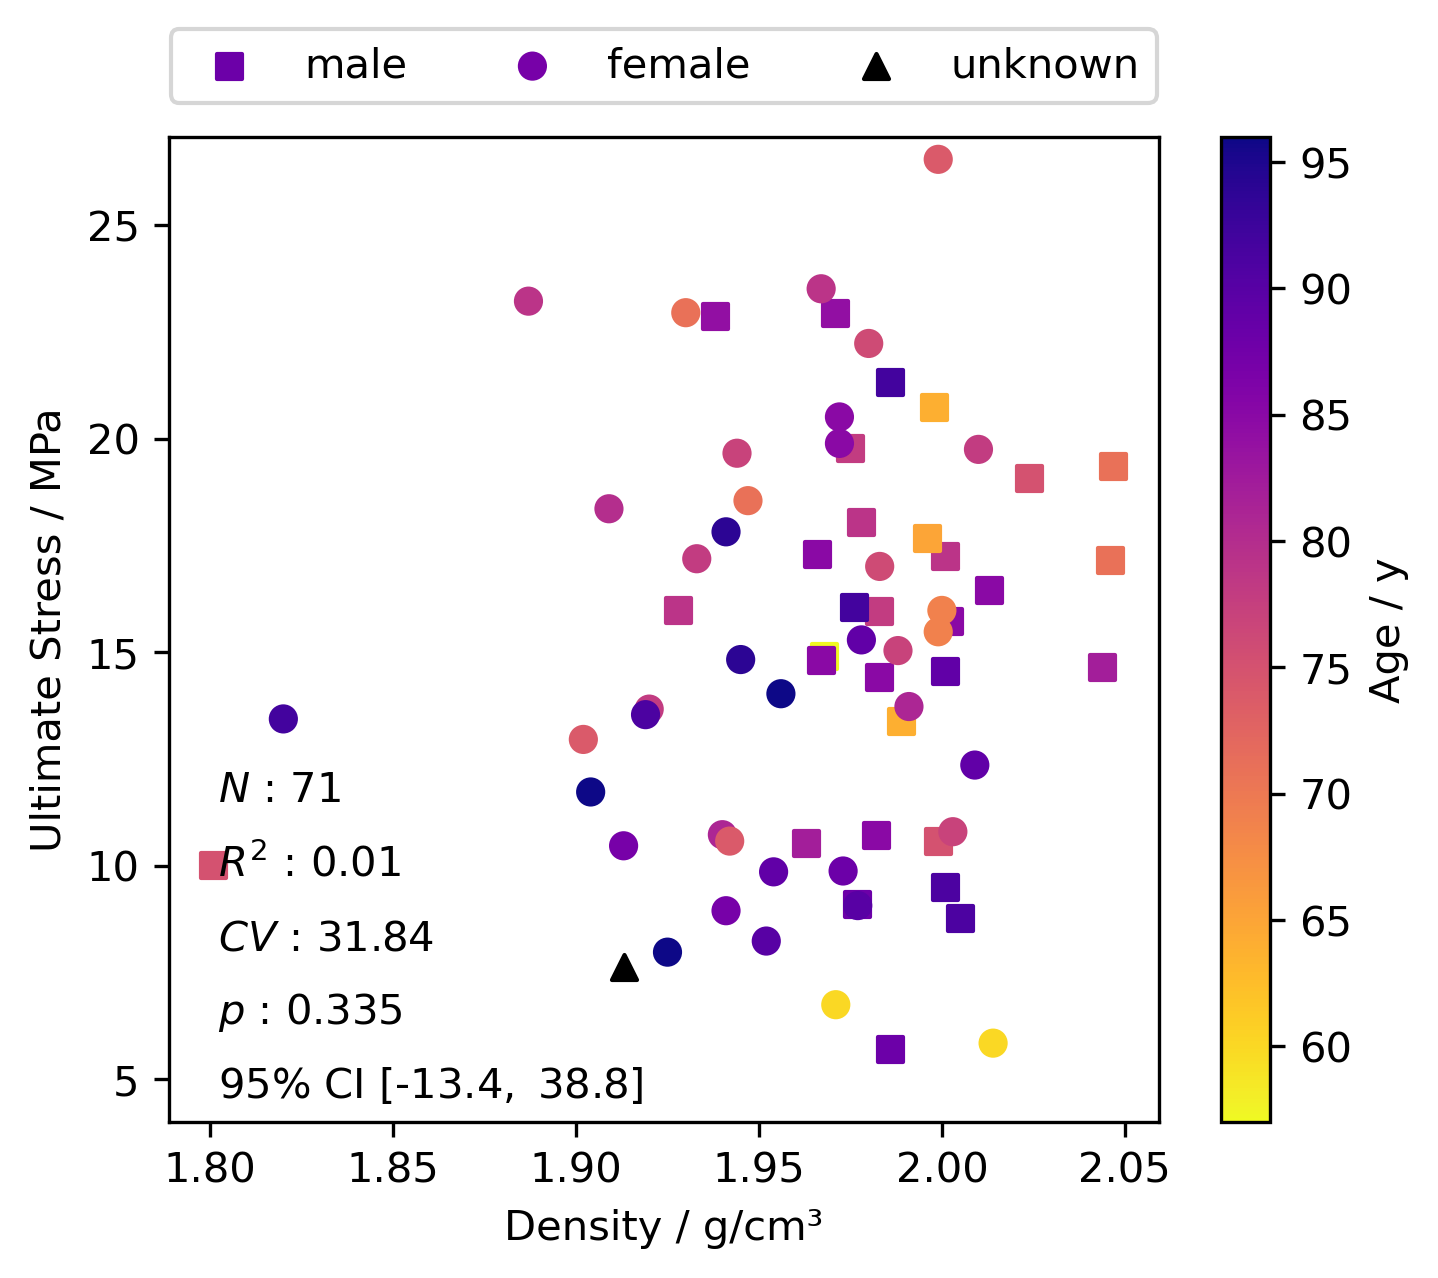 male female unknown
25
20
15
10
5
Ultimate Stress / MPa
N : 71
R² : 0.01
CV : 31.84
p : 0.335
95% CI [-13.4, 38.8]
1.80 1.85 1.90 1.95 2.00 2.05
Density / g/cm³
95
90
85
80
75
70
65
60
Age / y